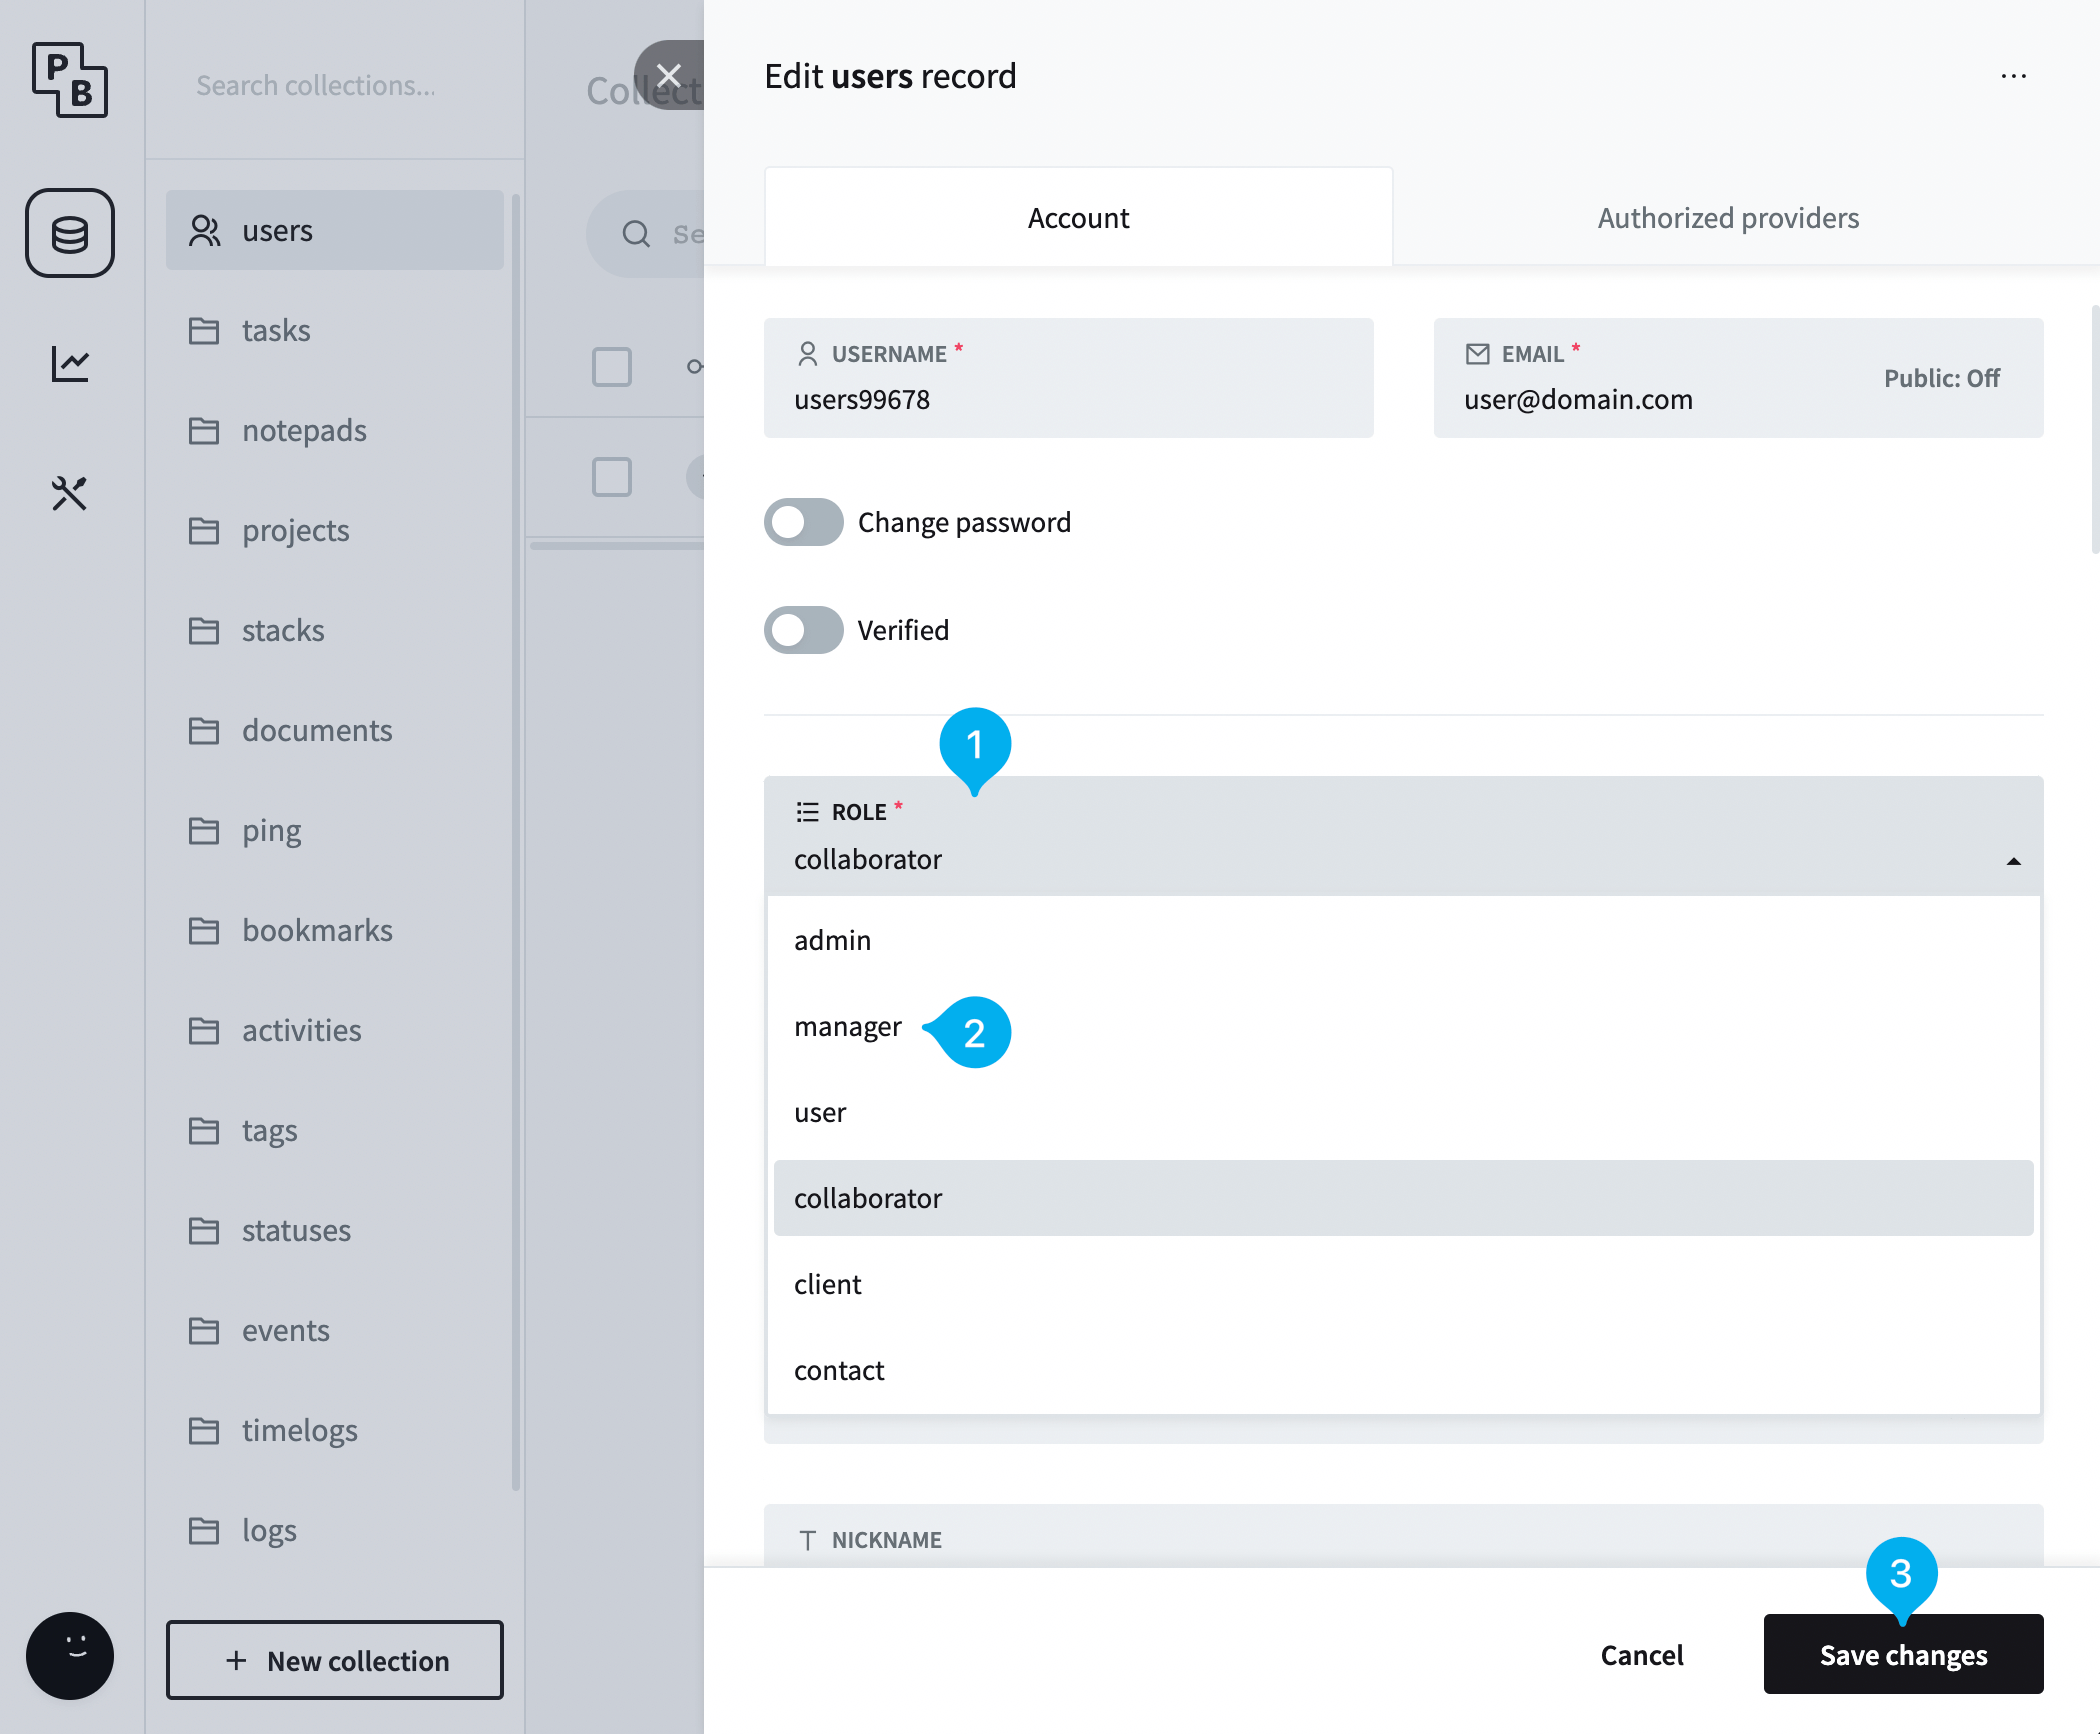 PB
Search collections...
users
tasks
notepads
projects
stacks
documents
ping
bookmarks
activities
tags
statuses
events
timelogs
logs
+ New collection
Collect
Se
Edit users record
Account
Authorized providers
USERNAME *
users99678
EMAIL *
user@domain.com
Public: Off
Change password
Verified
1
ROLE *
collaborator
admin
manager
2
user
collaborator
client
contact
NICKNAME
3
Cancel
Save changes